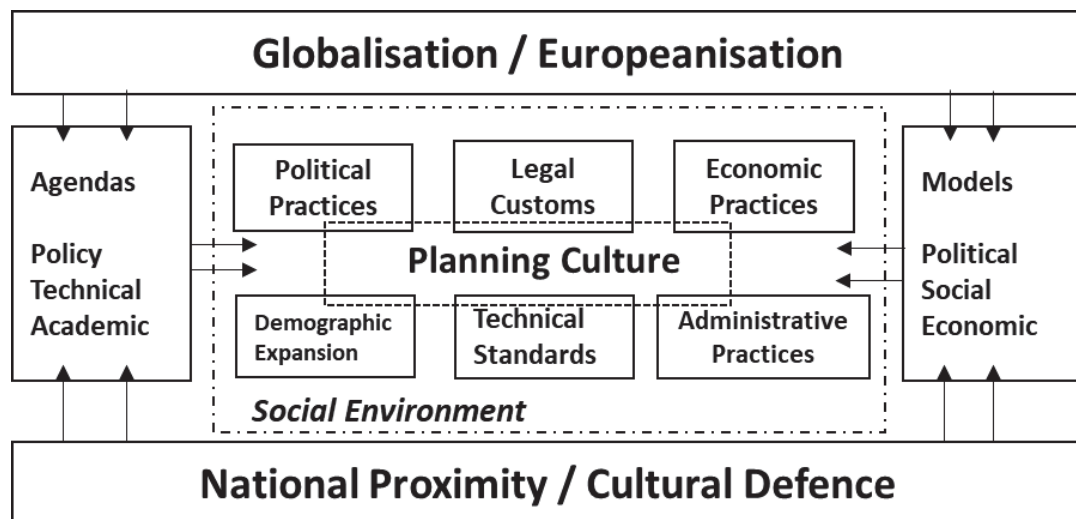 Globalisation / Europeanisation
Agendas
Policy
Technical
Academic
Political
Practices
Legal
Customs
Economic
Practices
Planning Culture
Demographic
Expansion
Technical
Standards
Administrative
Practices
Social Environment
Models
Political
Social
Economic
National Proximity / Cultural Defence